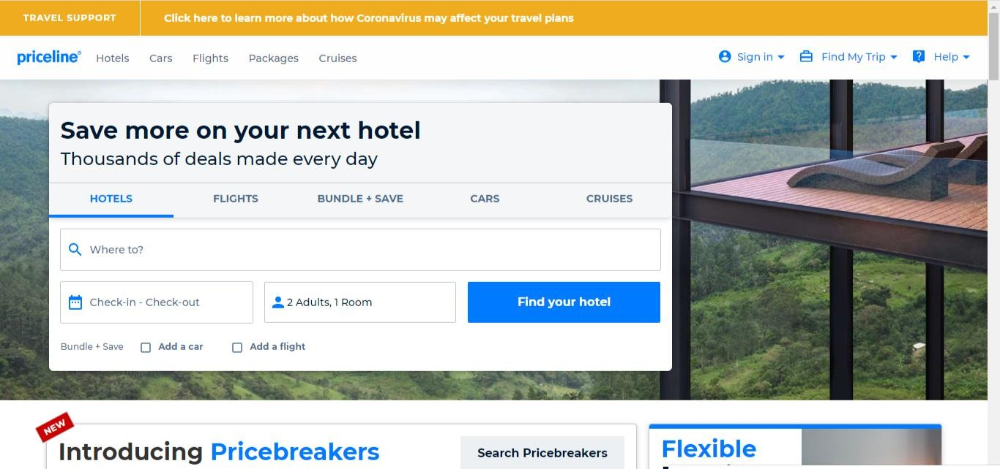 TRAVEL SUPPORT
Click here to learn more about how Coronavirus may affect your travel plans
priceline®
Hotels
Cars
Flights
Packages
Cruises
Sign in
Find My Trip
Help
Save more on your next hotel
Thousands of deals made every day
HOTELS
FLIGHTS
BUNDLE + SAVE
CARS
CRUISES
Where to?
Check-in - Check-out
2 Adults, 1 Room
Find your hotel
Bundle + Save
Add a car
Add a flight
NEW
Introducing Pricebreakers
Search Pricebreakers
Flexible